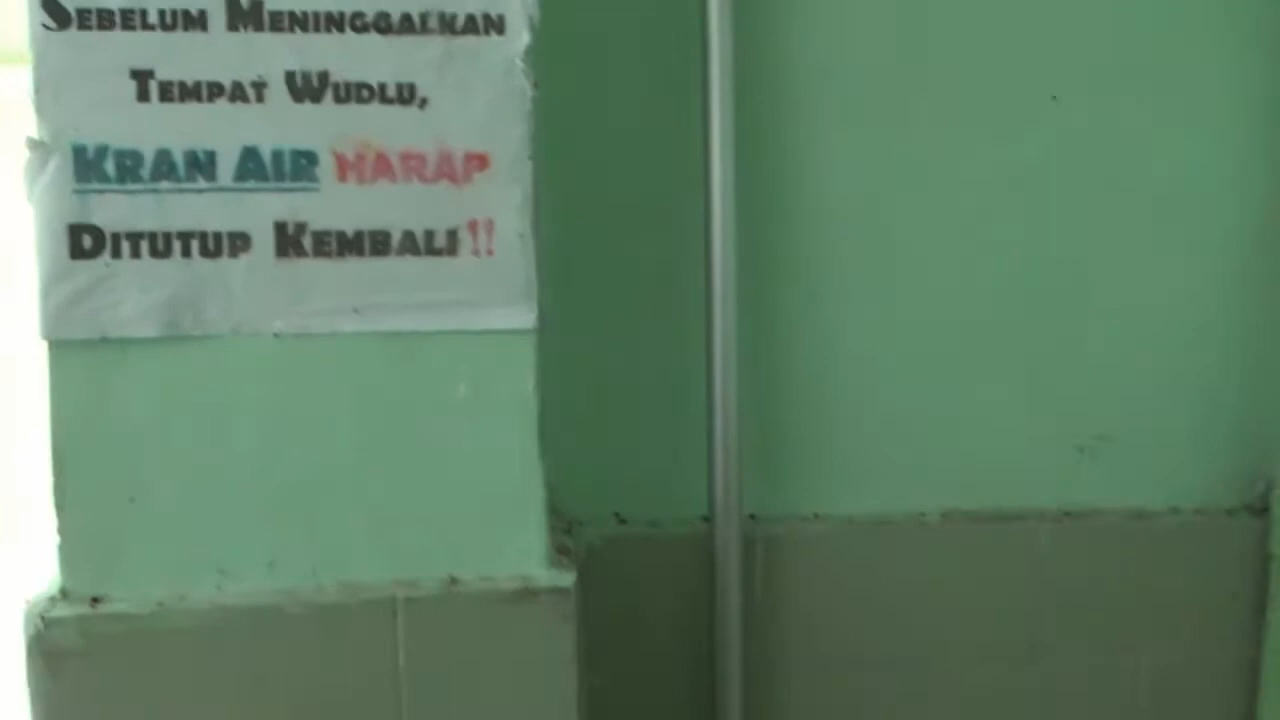 SEBELUM MENINGGALKAN
TEMPAT WUDLU,
KRAN AIR HARAP
DITUTUP KEMBALI!!